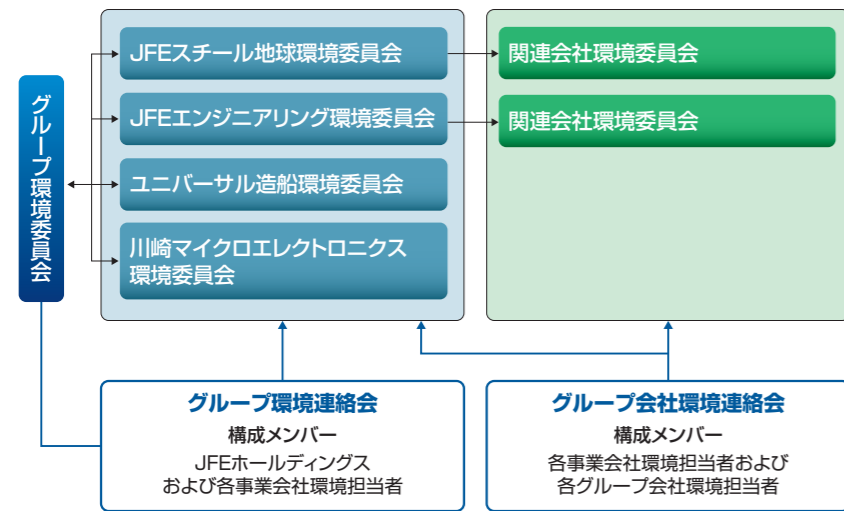 グループ環境委員会
JFEスチール地球環境委員会
JFEエンジニアリング環境委員会
ユニバーサル造船環境委員会
川崎マイクロエレクトロニクス
環境委員会
関連会社環境委員会
関連会社環境委員会
グループ環境連絡会
構成メンバー
JFEホールディングス
および各事業会社環境担当者
グループ会社環境連絡会
構成メンバー
各事業会社環境担当者および
各グループ会社環境担当者